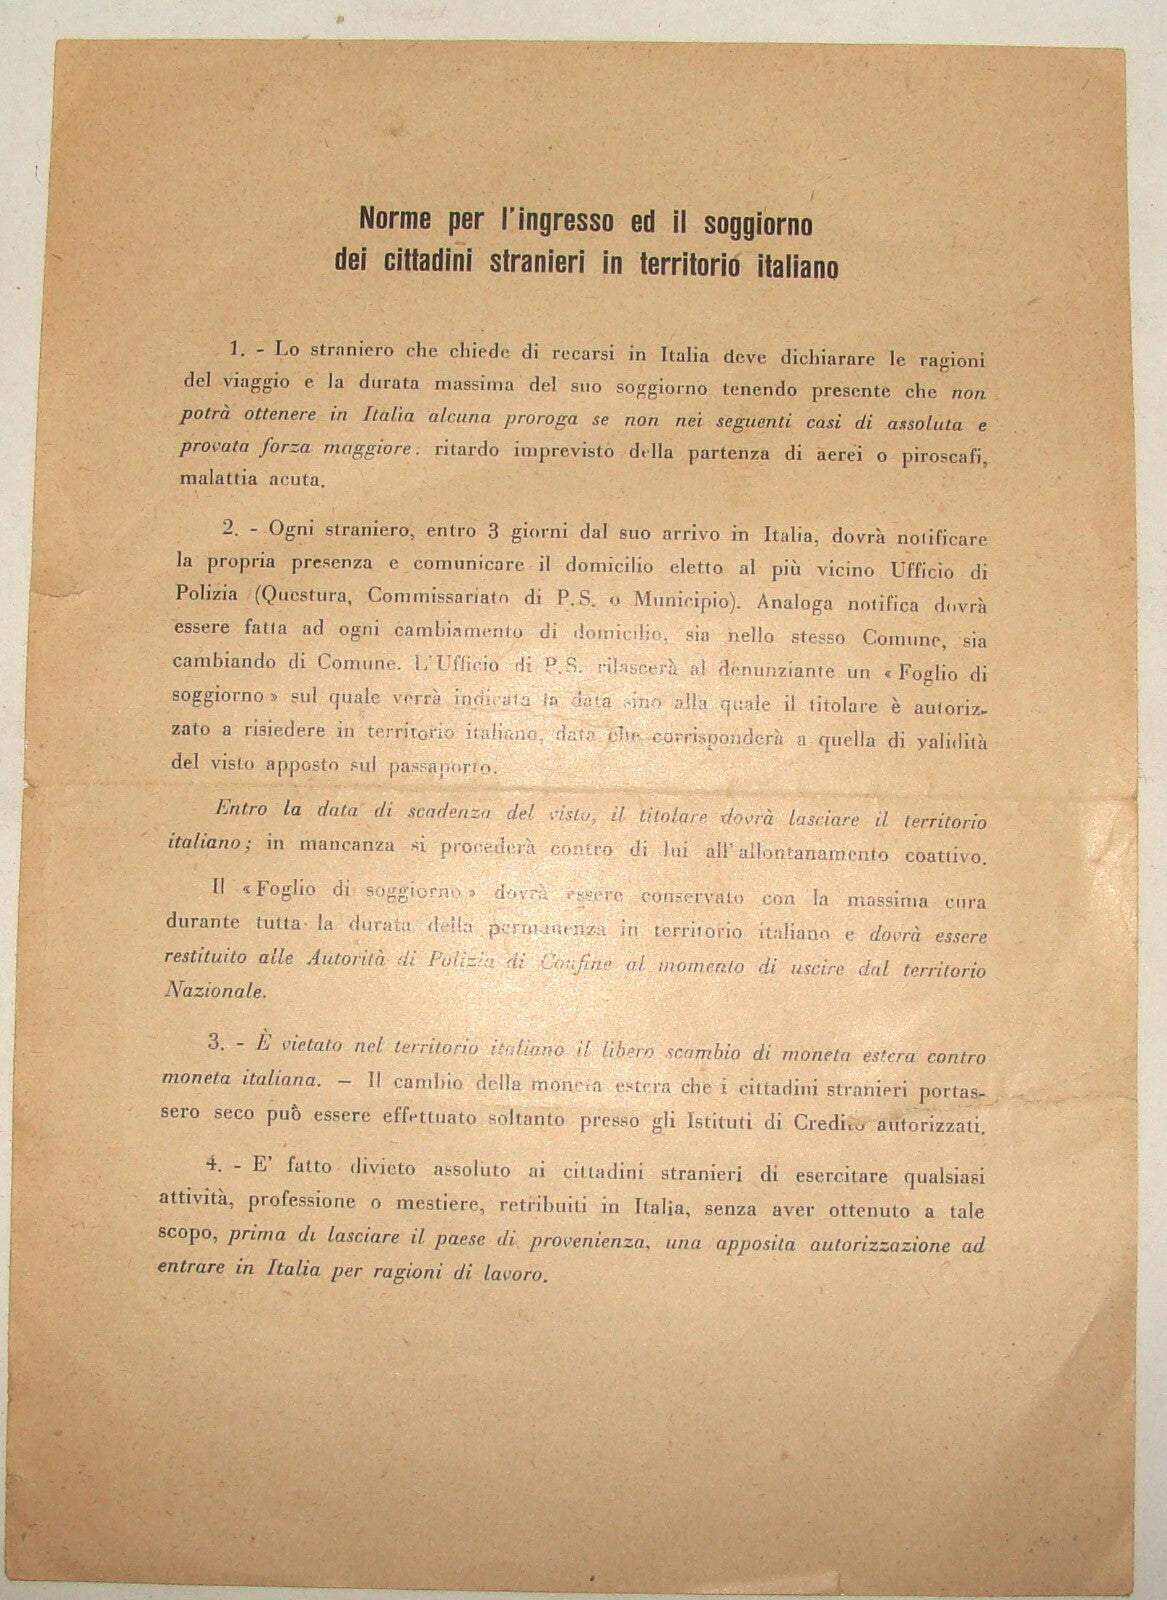 Norme per l'ingresso ed il soggiorno
dei cittadini stranieri in territorio italiano
1. - Lo straniero che chiede di recarsi in Italia deve dichiarare le ragioni
del viaggio e la durata massima del suo soggiorno tenendo presente che non
potrà ottenere in Italia alcuna proroga se non nei seguenti casi di assoluta e
provata forza maggiore. ritardo imprevisto della partenza di aerei o piroscafi,
malattia acuta.
2. - Ogni straniero, entro 3 giorni dal suo arrivo in Italia, dovrà notificare
la propria presenza e comunicare il domicilio eletto al più vicino Ufficio di
Polizia (Questura, Commissariato di P.S. o Municipio). Analoga notifica dovrà
essere fatta ad ogni cambiamento di domicilio, sia nello stesso Comune, sia
cambiando di Comune. L'Ufficio di P.S. rilascerà al denunziante un « Foglio di
soggiorno » sul quale verrà indicata la data sino alla quale il titolare è autoriz-
zato a risiedere in territorio italiano, data che corrisponderà a quella di validità
del visto apposto sul passaporto.
Entro la data di scadenza del visto, il titolare dovrà lasciare il territorio
italiano; in mancanza si procederà contro di lui all'allontanamento coattivo.
Il « Foglio di soggiorno » dovrà essere conservato con la massima cura
durante tutta la durata della permanenza in territorio italiano e dovrà essere
restituito alle Autorità di Polizia di Confine al momento di uscire dal territorio
Nazionale.
3. - È vietato nel territorio italiano il libero scambio di moneta estera contro
moneta italiana. — Il cambio della moneta estera che i cittadini stranieri portas-
sero seco può essere effettuato soltanto presso gli Istituti di Credito autorizzati.
4. - E' fatto divieto assoluto ai cittadini stranieri di esercitare qualsiasi
attività, professione o mestiere, retribuiti in Italia, senza aver ottenuto a tale
scopo, prima di lasciare il paese di provenienza, una apposita autorizzazione ad
entrare in Italia per ragioni di lavoro.